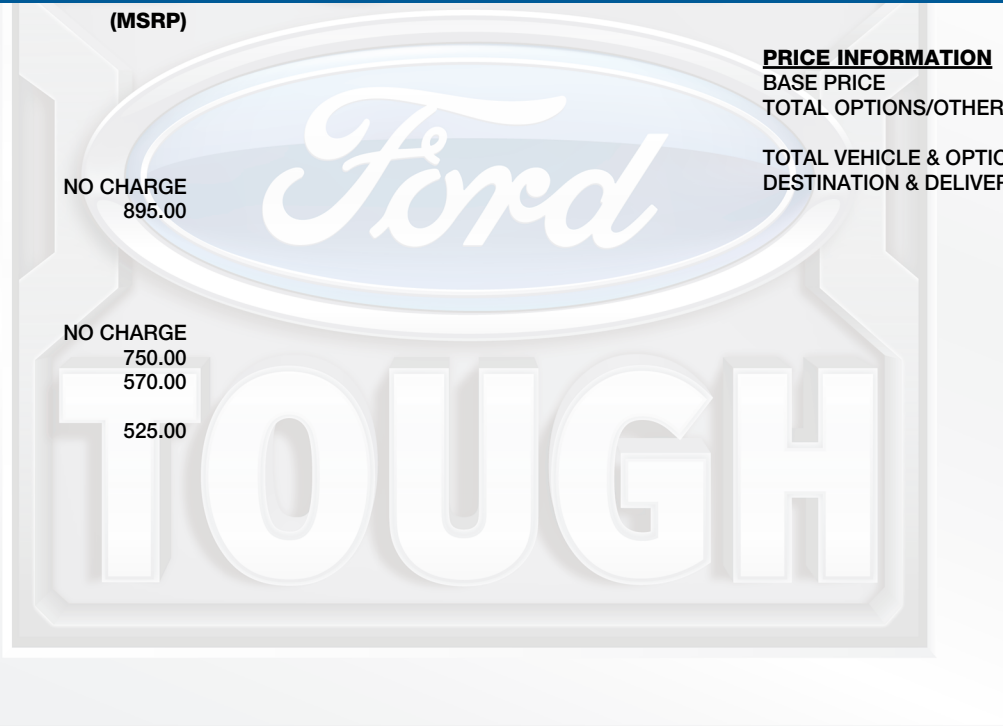 (MSRP)
NO CHARGE
895.00
NO CHARGE
750.00
570.00
525.00
PRICE INFORMATION
BASE PRICE
TOTAL OPTIONS/OTHER
TOTAL VEHICLE & OPTIO
DESTINATION & DELIVER
Ford
TOUGH